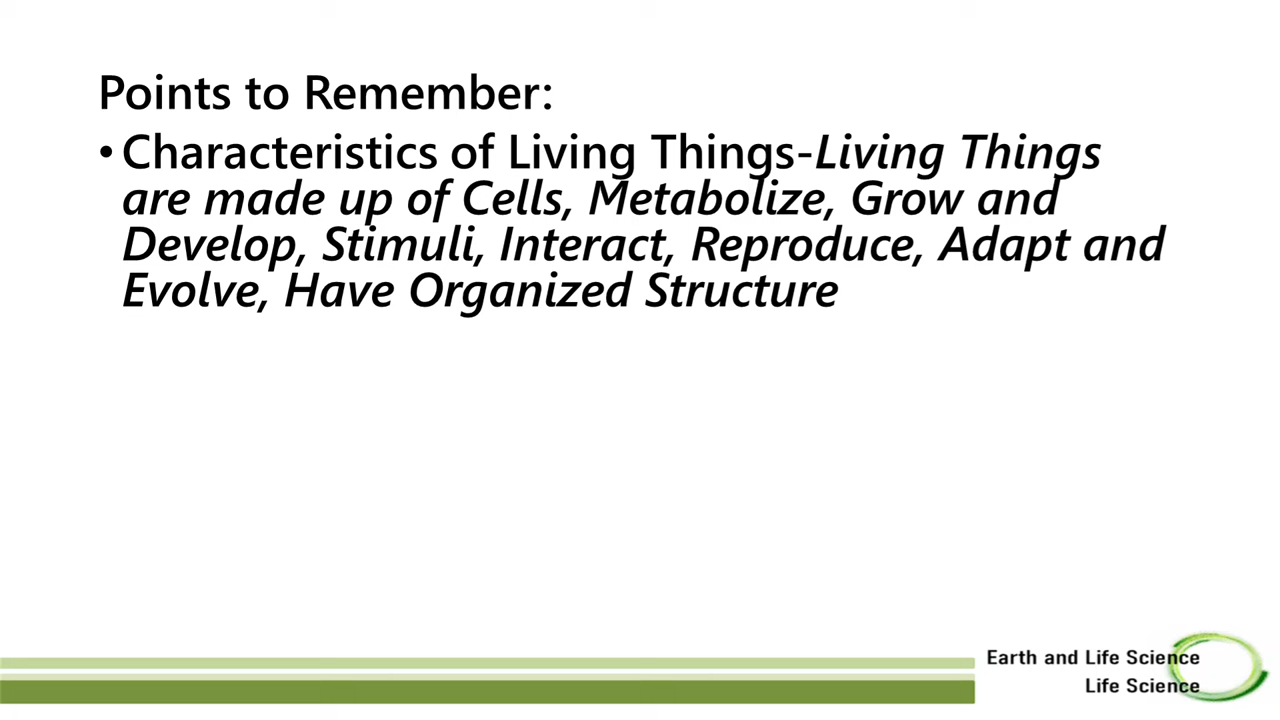 Points to Remember:
• Characteristics of Living Things-Living Things
are made up of Cells, Metabolize, Grow and
Develop, Stimuli, Interact, Reproduce, Adapt and
Evolve, Have Organized Structure
Earth and Life Science
Life Science